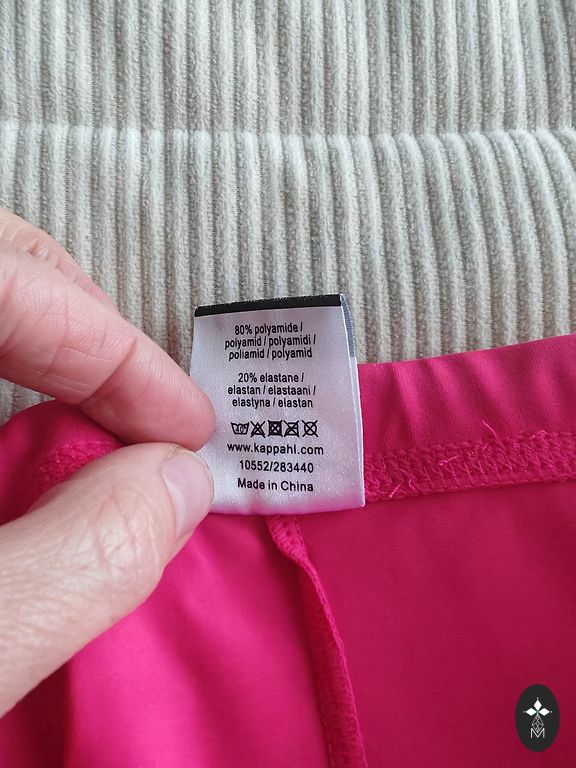 80% polyamide /
polyamid / polyamidi /
poliamid / polyamid
20% elastane /
elastan / elastaani /
elastyna / elastan
www.kappahl.com
10552/283440
Made in China
M